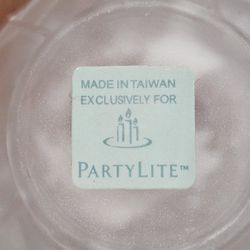 MADE IN TAIWAN
EXCLUSIVELY FOR
PARTYLITE™